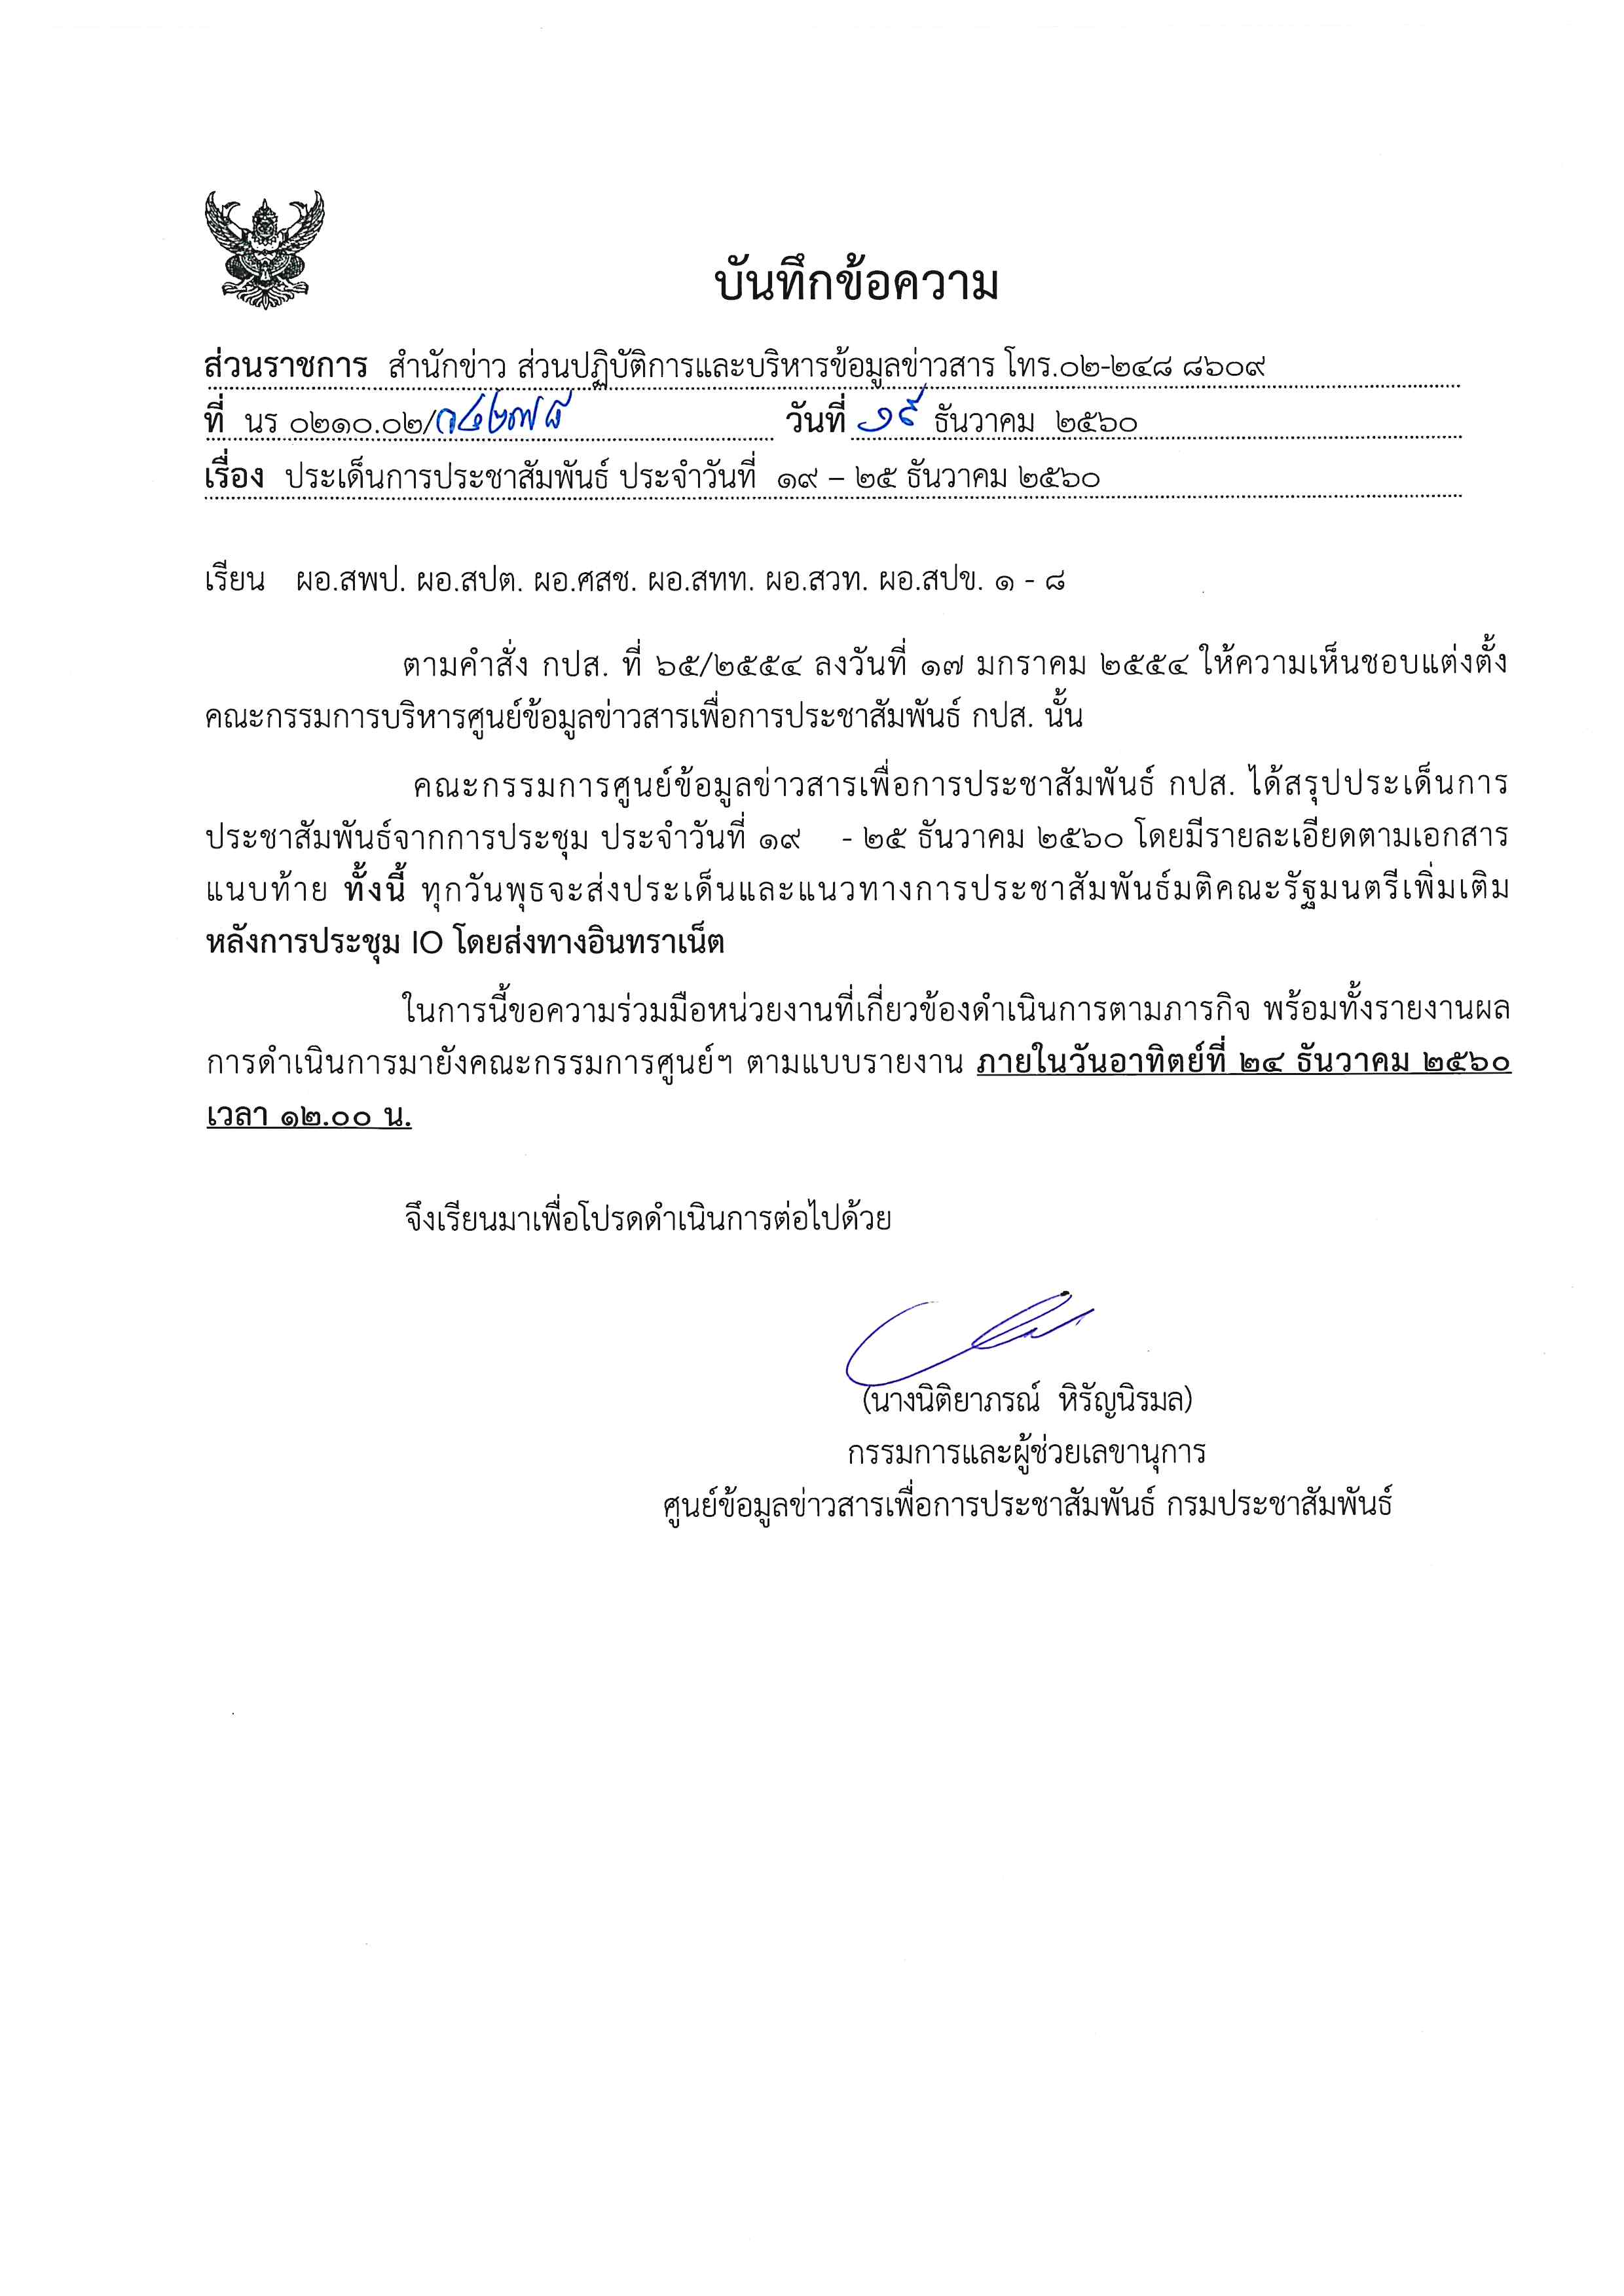 บันทึกข้อความ
ส่วนราชการ สำนักข่าว ส่วนปฏิบัติการและบริหารข้อมูลข่าวสาร โทร.๐๒-๒๔๘ ๘๖๐๙
ที่ นร ๐๒๑๐.๐๒/ วันที่ ๑๙ ธันวาคม ๒๕๖๐
เรื่อง ประเด็นการประชาสัมพันธ์ ประจำวันที่ ๑๙ – ๒๕ ธันวาคม ๒๕๖๐
เรียน ผอ.สพป. ผอ.สปต. ผอ.ศสช. ผอ.สทท. ผอ.สวท. ผอ.สปข. ๑ - ๘
ตามคำสั่ง กปส. ที่ ๖๕/๒๕๕๔ ลงวันที่ ๑๗ มกราคม ๒๕๕๔ ให้ความเห็นชอบแต่งตั้ง
คณะกรรมการบริหารศูนย์ข้อมูลข่าวสารเพื่อการประชาสัมพันธ์ กปส. นั้น
คณะกรรมการศูนย์ข้อมูลข่าวสารเพื่อการประชาสัมพันธ์ กปส. ได้สรุปประเด็นการ
ประชาสัมพันธ์จากการประชุม ประจำวันที่ ๑๙ - ๒๕ ธันวาคม ๒๕๖๐ โดยมีรายละเอียดตามเอกสาร
แนบท้าย ทั้งนี้ ทุกวันพุธจะส่งประเด็นและแนวทางการประชาสัมพันธ์มติคณะรัฐมนตรีเพิ่มเติม
หลังการประชุม IO โดยส่งทางอินทราเน็ต
ในการนี้ขอความร่วมมือหน่วยงานที่เกี่ยวข้องดำเนินการตามภารกิจ พร้อมทั้งรายงานผล
การดำเนินการมายังคณะกรรมการศูนย์ฯ ตามแบบรายงาน ภายในวันอาทิตย์ที่ ๒๔ ธันวาคม ๒๕๖๐
เวลา ๑๒.๐๐ น.
จึงเรียนมาเพื่อโปรดดำเนินการต่อไปด้วย
(นางนิติยาภรณ์ หิรัญนิรมล)
กรรมการและผู้ช่วยเลขานุการ
ศูนย์ข้อมูลข่าวสารเพื่อการประชาสัมพันธ์ กรมประชาสัมพันธ์